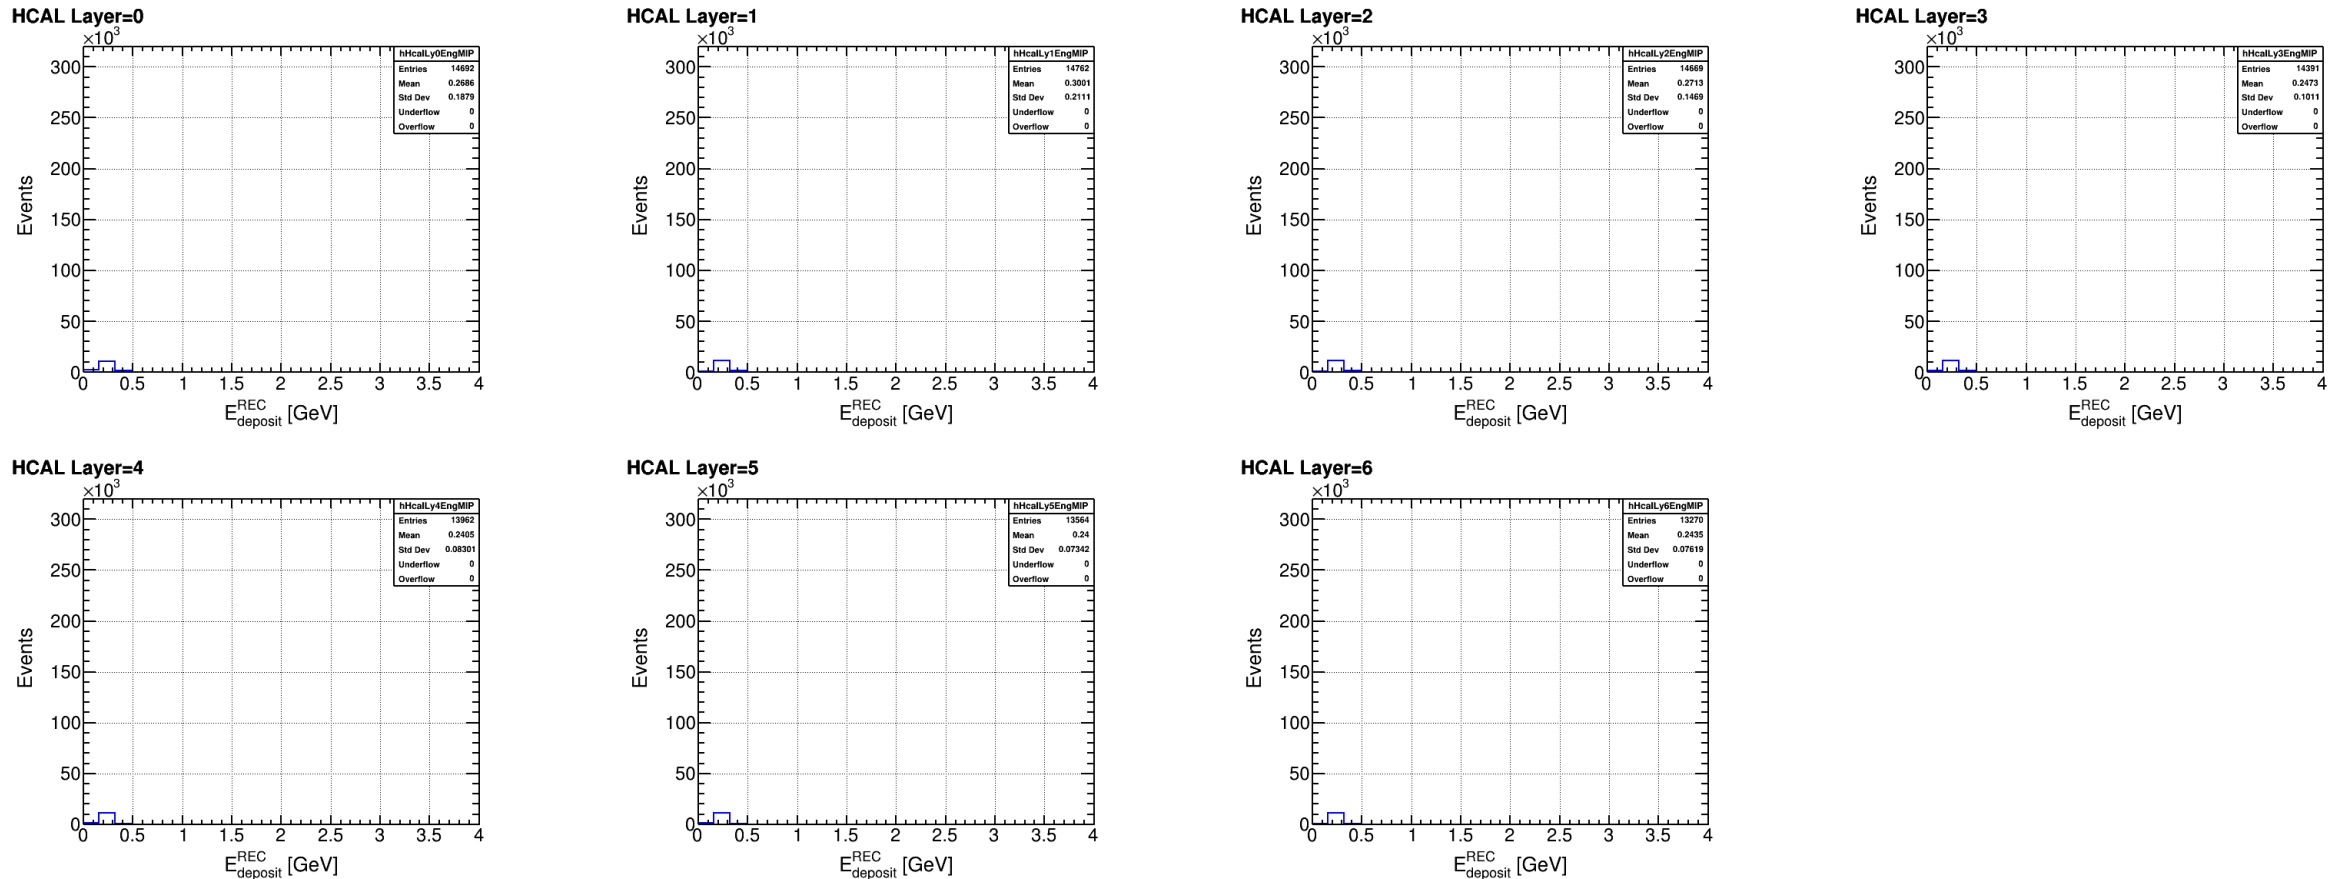 HCAL Layer=0
×10³
hHcalLy0EngMIP
Entries 14692
Mean 0.2686
Std Dev 0.1879
Underflow 0
Overflow 0
300
250
200
150
100
50
0
Events
0 0.5 1 1.5 2 2.5 3 3.5 4
E_deposit^REC [GeV]
HCAL Layer=1
×10³
hHcalLy1EngMIP
Entries 14762
Mean 0.3001
Std Dev 0.2111
Underflow 0
Overflow 0
300
250
200
150
100
50
0
Events
0 0.5 1 1.5 2 2.5 3 3.5 4
E_deposit^REC [GeV]
HCAL Layer=2
×10³
hHcalLy2EngMIP
Entries 14669
Mean 0.2713
Std Dev 0.1469
Underflow 0
Overflow 0
300
250
200
150
100
50
0
Events
0 0.5 1 1.5 2 2.5 3 3.5 4
E_deposit^REC [GeV]
HCAL Layer=3
×10³
hHcalLy3EngMIP
Entries 14391
Mean 0.2473
Std Dev 0.1011
Underflow 0
Overflow 0
300
250
200
150
100
50
0
Events
0 0.5 1 1.5 2 2.5 3 3.5 4
E_deposit^REC [GeV]
HCAL Layer=4
×10³
hHcalLy4EngMIP
Entries 13962
Mean 0.2405
Std Dev 0.08301
Underflow 0
Overflow 0
300
250
200
150
100
50
0
Events
0 0.5 1 1.5 2 2.5 3 3.5 4
E_deposit^REC [GeV]
HCAL Layer=5
×10³
hHcalLy5EngMIP
Entries 13564
Mean 0.24
Std Dev 0.07342
Underflow 0
Overflow 0
300
250
200
150
100
50
0
Events
0 0.5 1 1.5 2 2.5 3 3.5 4
E_deposit^REC [GeV]
HCAL Layer=6
×10³
hHcalLy6EngMIP
Entries 13270
Mean 0.2435
Std Dev 0.07619
Underflow 0
Overflow 0
300
250
200
150
100
50
0
Events
0 0.5 1 1.5 2 2.5 3 3.5 4
E_deposit^REC [GeV]